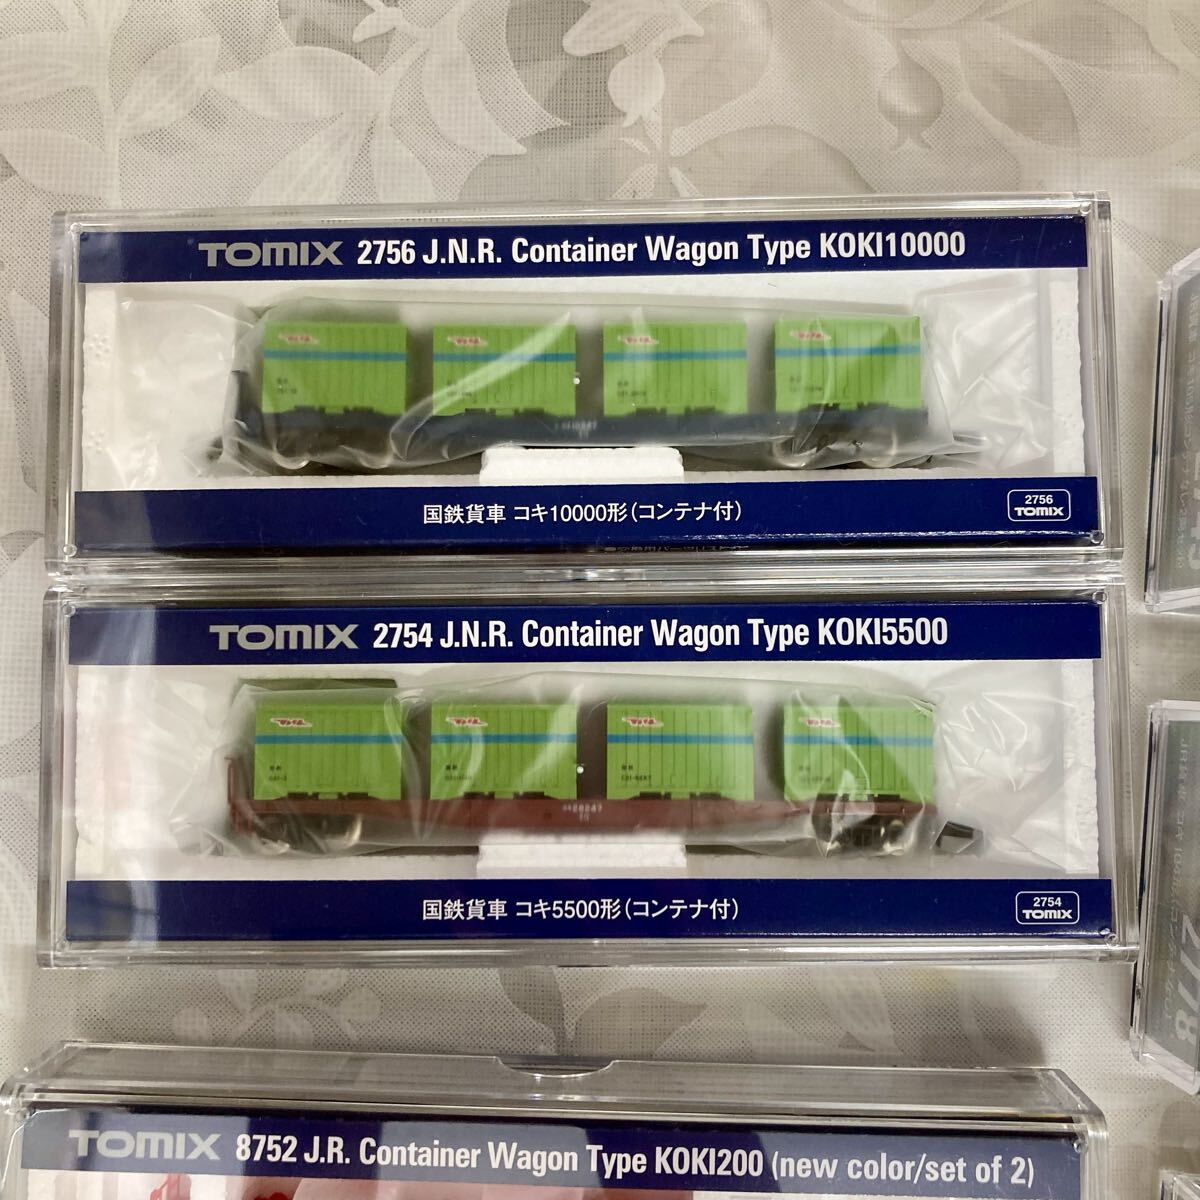 TOMIX 2756 J.N.R. Container Wagon Type KOKI10000
国鉄貨車 コキ10000形(コンテナ付)
2756
TOMIX
TOMIX 2754 J.N.R. Container Wagon Type KOKI5500
国鉄貨車 コキ5500形(コンテナ付)
2754
TOMIX
TOMIX 8752 J.R. Container Wagon Type KOKI200 (new color/set of 2)